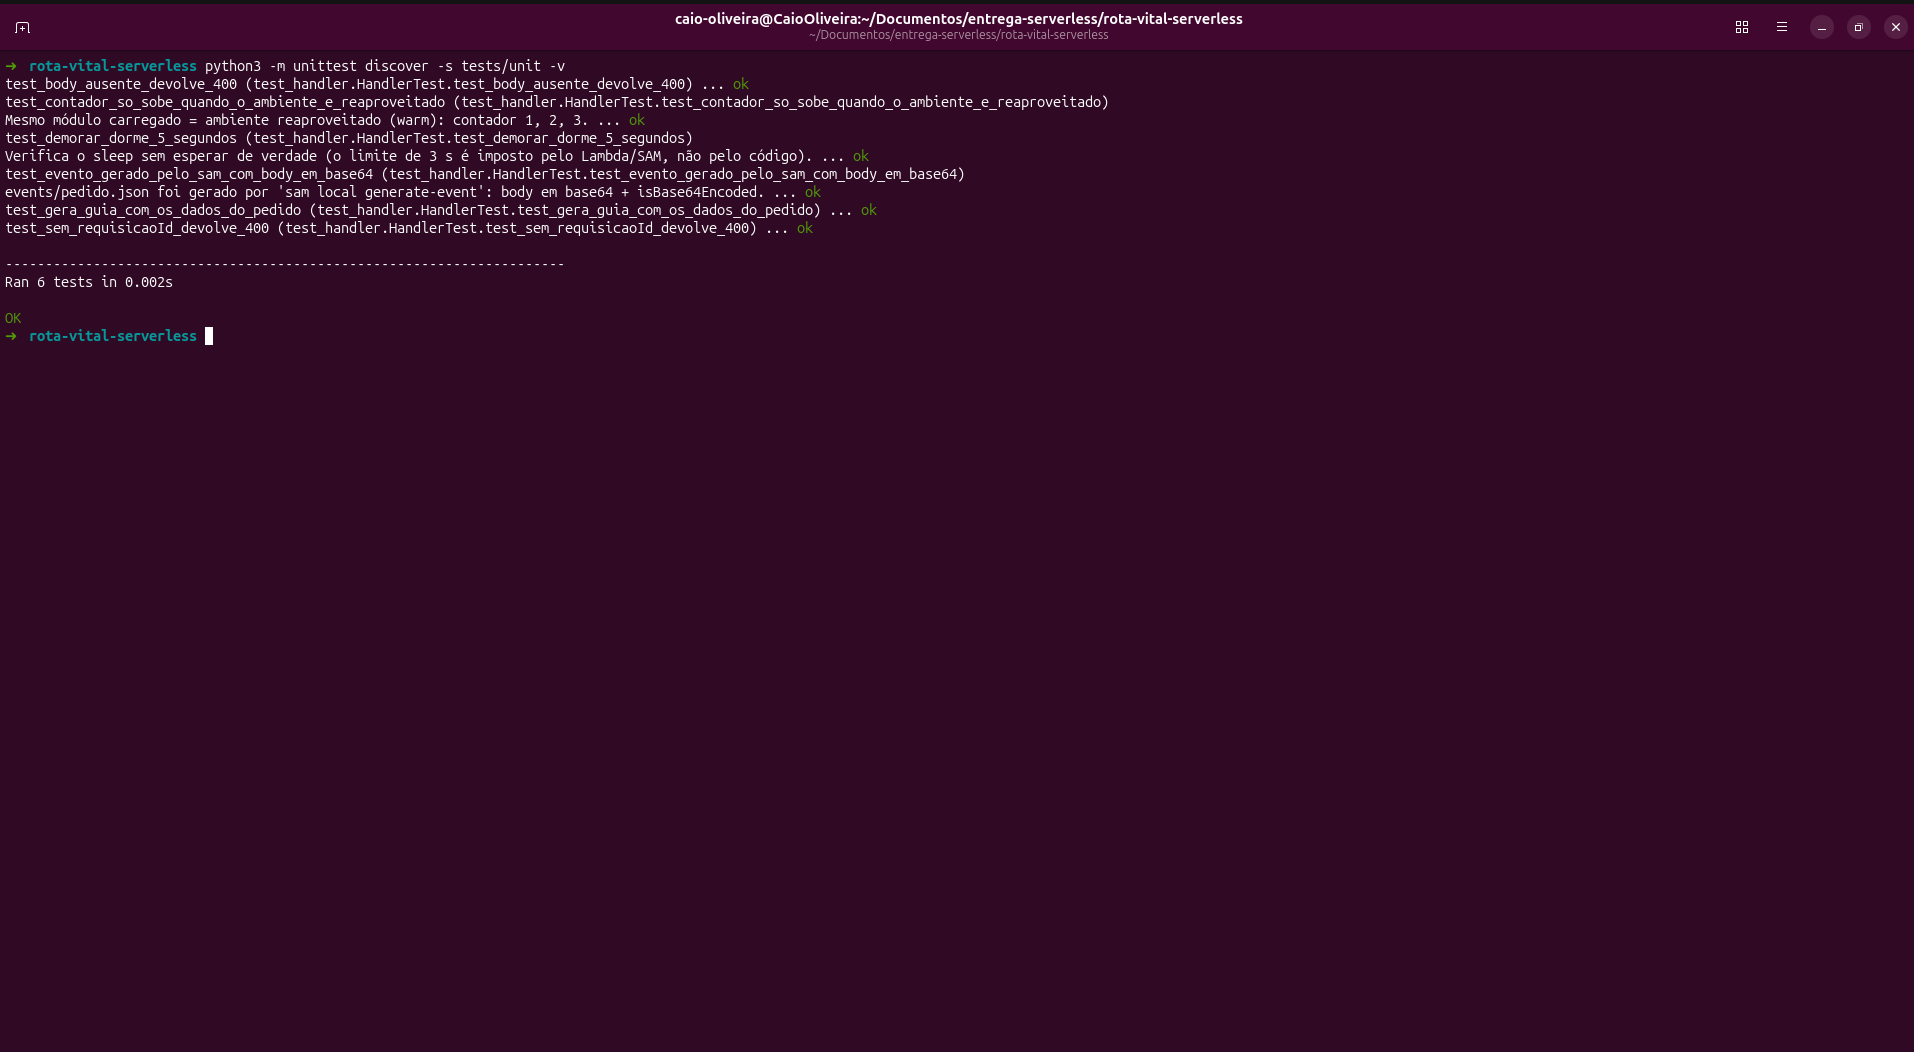 caio-oliveira@CaioOliveira:~/Documentos/entrega-serverless/rota-vital-serverless
~/Documentos/entrega-serverless/rota-vital-serverless
➜  rota-vital-serverless python3 -m unittest discover -s tests/unit -v
test_body_ausente_devolve_400 (test_handler.HandlerTest.test_body_ausente_devolve_400) ... ok
test_contador_so_sobe_quando_o_ambiente_e_reaproveitado (test_handler.HandlerTest.test_contador_so_sobe_quando_o_ambiente_e_reaproveitado)
Mesmo módulo carregado = ambiente reaproveitado (warm): contador 1, 2, 3. ... ok
test_demorar_dorme_5_segundos (test_handler.HandlerTest.test_demorar_dorme_5_segundos)
Verifica o sleep sem esperar de verdade (o limite de 3 s é imposto pelo Lambda/SAM, não pelo código). ... ok
test_evento_gerado_pelo_sam_com_body_em_base64 (test_handler.HandlerTest.test_evento_gerado_pelo_sam_com_body_em_base64)
events/pedido.json foi gerado por 'sam local generate-event': body em base64 + isBase64Encoded. ... ok
test_gera_guia_com_os_dados_do_pedido (test_handler.HandlerTest.test_gera_guia_com_os_dados_do_pedido) ... ok
test_sem_requisicaoId_devolve_400 (test_handler.HandlerTest.test_sem_requisicaoId_devolve_400) ... ok
----------------------------------------------------------------------
Ran 6 tests in 0.002s
OK
➜  rota-vital-serverless